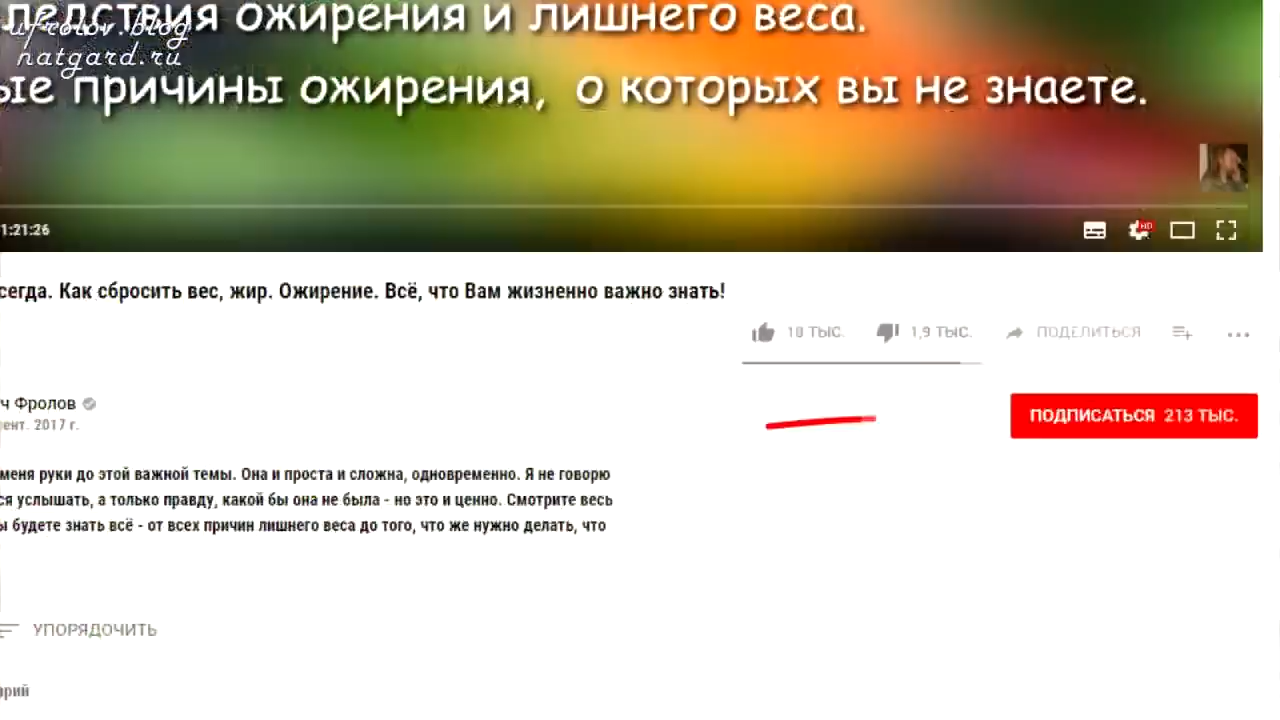 ufrolov.blog
natgard.ru
ледствия ожирения и лишнего веса.
ые причины ожирения, о которых вы не знаете.
1:21:26
HD
сегда. Как сбросить вес, жир. Ожирение. Всё, что Вам жизненно важно знать!
10 ТЫС. 1,9 ТЫС. ПОДЕЛИТЬСЯ
ч Фролов
сент. 2017 г.
ПОДПИСАТЬСЯ 213 ТЫС.
меня руки до этой важной темы. Она и проста и сложна, одновременно. Я не говорю
ся услышать, а только правду, какой бы она не была - но это и ценно. Смотрите весь
ы будете знать всё - от всех причин лишнего веса до того, что же нужно делать, что
УПОРЯДОЧИТЬ
арий